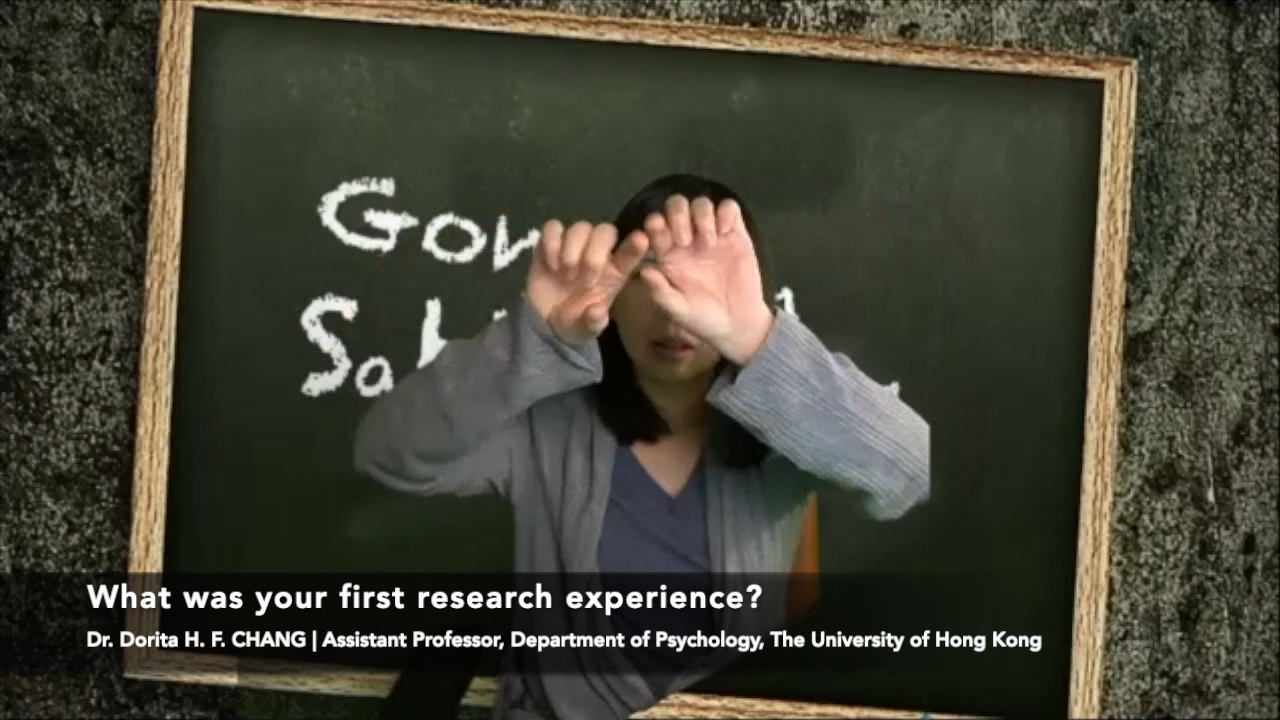 What was your first research experience?
Dr. Dorita H. F. CHANG | Assistant Professor, Department of Psychology, The University of Hong Kong